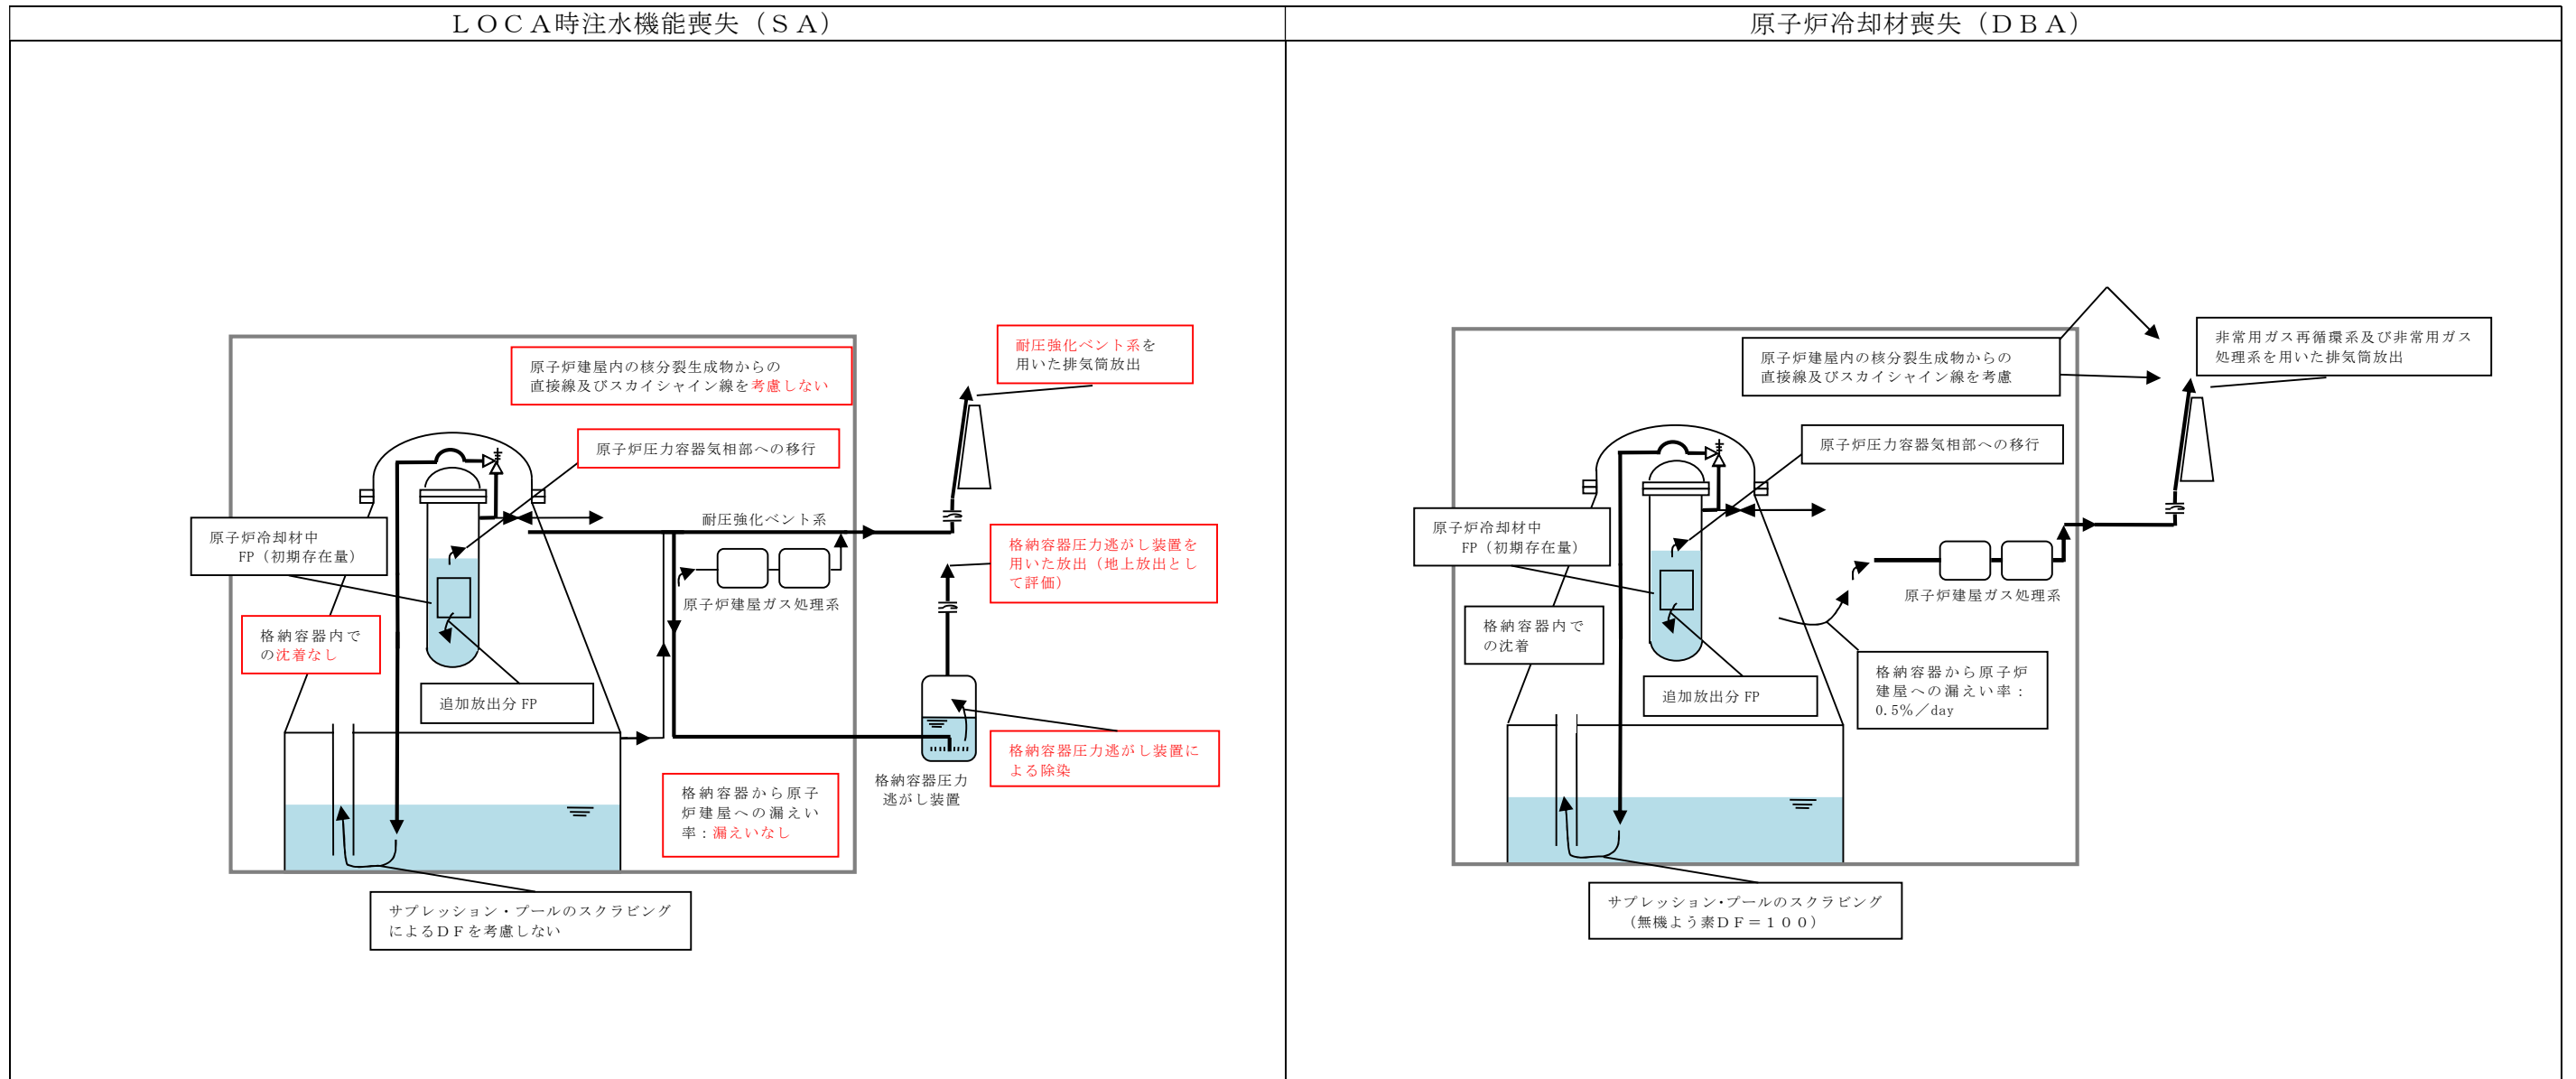 ＬＯＣＡ時注水機能喪失（ＳＡ）
原子炉建屋内の核分裂生成物からの
直接線及びスカイシャイン線を考慮しない
耐圧強化ベント系を
用いた排気筒放出
原子炉圧力容器気相部への移行
耐圧強化ベント系
原子炉冷却材中
FP（初期存在量）
格納容器圧力逃がし装置を
用いた放出（地上放出とし
て評価）
原子炉建屋ガス処理系
格納容器内で
の沈着なし
追加放出分 FP
格納容器圧力逃がし装置に
よる除染
格納容器圧力
逃がし装置
格納容器から原子
炉建屋への漏えい
率：漏えいなし
サプレッション・プールのスクラビング
によるＤＦを考慮しない
原子炉冷却材喪失（ＤＢＡ）
原子炉建屋内の核分裂生成物からの
直接線及びスカイシャイン線を考慮
非常用ガス再循環系及び非常用ガス
処理系を用いた排気筒放出
原子炉圧力容器気相部への移行
原子炉冷却材中
FP（初期存在量）
原子炉建屋ガス処理系
格納容器内で
の沈着
追加放出分 FP
格納容器から原子炉
建屋への漏えい率：
0.5%／day
サプレッション・プールのスクラビング
（無機よう素ＤＦ＝１００）